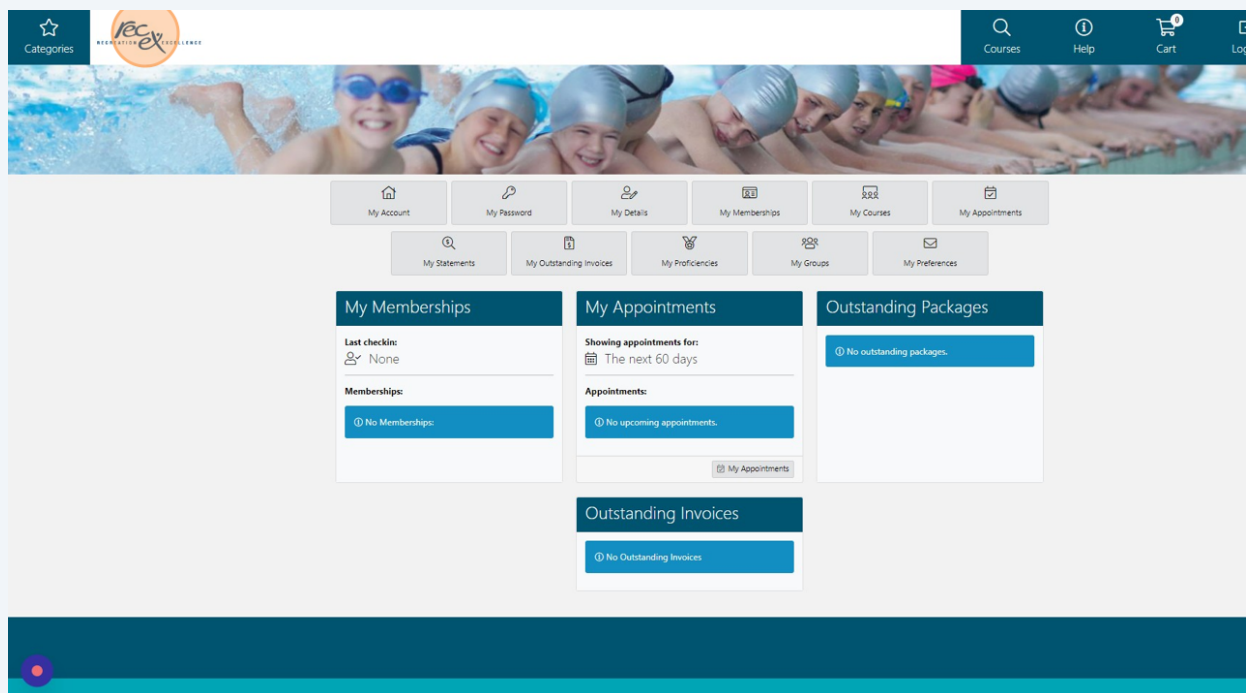 Categories
rec
ex
RECREATION EXCELLENCE
Courses
Help
0
Cart
My Account
My Password
My Details
My Memberships
My Courses
My Appointments
My Statements
My Outstanding Invoices
My Proficiencies
My Groups
My Preferences
My Memberships
Last checkin:
None
Memberships:
No Memberships:
My Appointments
Showing appointments for:
The next 60 days
Appointments:
No upcoming appointments.
My Appointments
Outstanding Packages
No outstanding packages.
Outstanding Invoices
No Outstanding Invoices